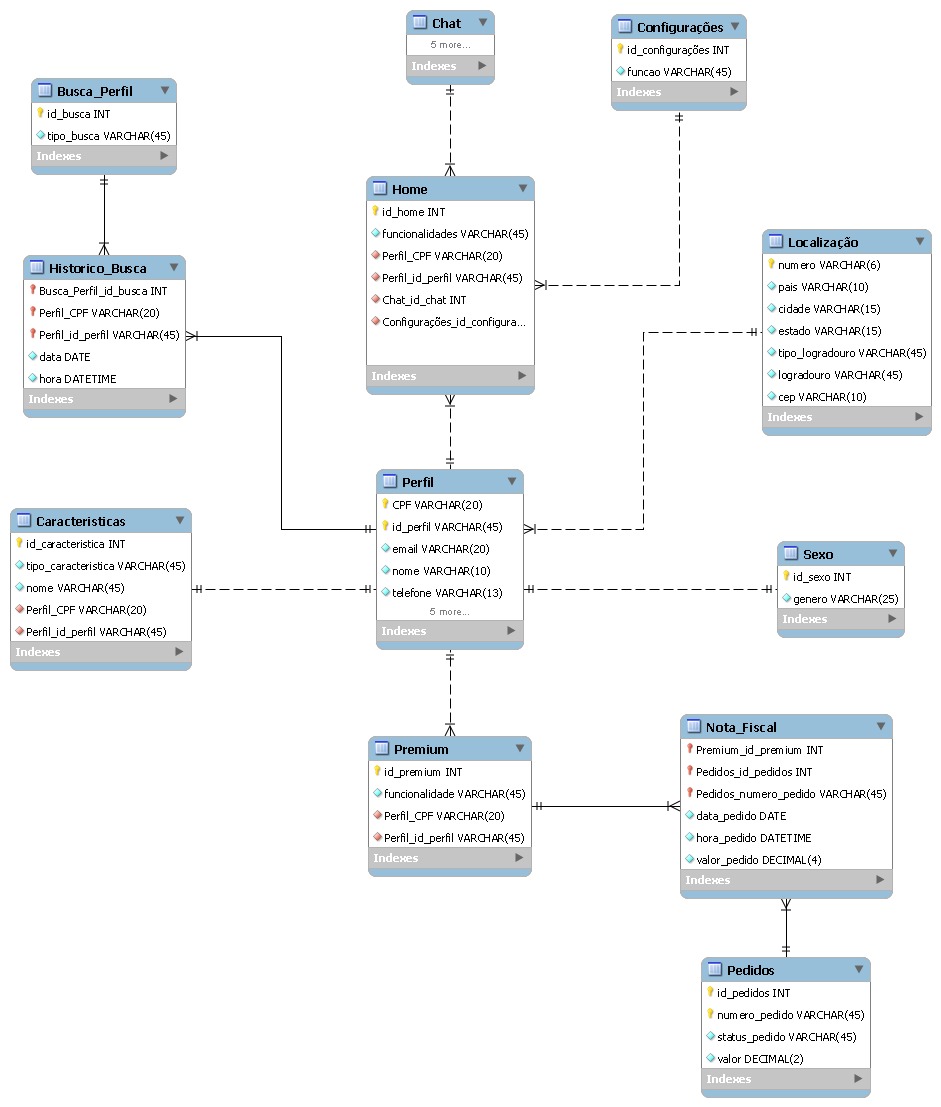 Chat
5 more...
Indexes
Configurações
id_configurações INT
funcao VARCHAR(45)
Indexes
Busca_Perfil
id_busca INT
tipo_busca VARCHAR(45)
Indexes
Home
id_home INT
funcionalidades VARCHAR(45)
Perfil_CPF VARCHAR(20)
Perfil_id_perfil VARCHAR(45)
Chat_id_chat INT
Configurações_id_configura...
Indexes
Historico_Busca
Busca_Perfil_id_busca INT
Perfil_CPF VARCHAR(20)
Perfil_id_perfil VARCHAR(45)
data DATE
hora DATETIME
Indexes
Localização
numero VARCHAR(6)
pais VARCHAR(10)
cidade VARCHAR(15)
estado VARCHAR(15)
tipo_logradouro VARCHAR(45)
logradouro VARCHAR(45)
cep VARCHAR(10)
Indexes
Perfil
CPF VARCHAR(20)
id_perfil VARCHAR(45)
email VARCHAR(20)
nome VARCHAR(10)
telefone VARCHAR(13)
5 more...
Indexes
Caracteristicas
id_caracteristica INT
tipo_caracteristica VARCHAR(45)
nome VARCHAR(45)
Perfil_CPF VARCHAR(20)
Perfil_id_perfil VARCHAR(45)
Indexes
Sexo
id_sexo INT
genero VARCHAR(25)
Indexes
Premium
id_premium INT
funcionalidade VARCHAR(45)
Perfil_CPF VARCHAR(20)
Perfil_id_perfil VARCHAR(45)
Indexes
Nota_Fiscal
Premium_id_premium INT
Pedidos_id_pedidos INT
Pedidos_numero_pedido VARCHAR(45)
data_pedido DATE
hora_pedido DATETIME
valor_pedido DECIMAL(4)
Indexes
Pedidos
id_pedidos INT
numero_pedido VARCHAR(45)
status_pedido VARCHAR(45)
valor DECIMAL(2)
Indexes